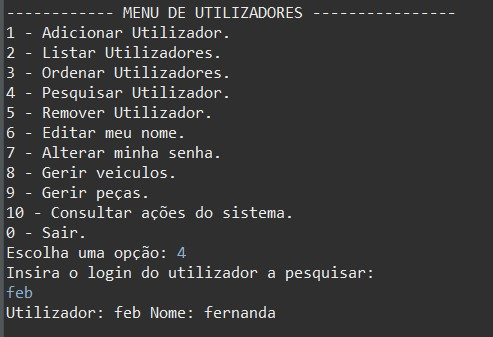 ------------ MENU DE UTILIZADORES ----------------
1 - Adicionar Utilizador.
2 - Listar Utilizadores.
3 - Ordenar Utilizadores.
4 - Pesquisar Utilizador.
5 - Remover Utilizador.
6 - Editar meu nome.
7 - Alterar minha senha.
8 - Gerir veiculos.
9 - Gerir peças.
10 - Consultar ações do sistema.
0 - Sair.
Escolha uma opção: 4
Insira o login do utilizador a pesquisar:
feb
Utilizador: feb Nome: fernanda